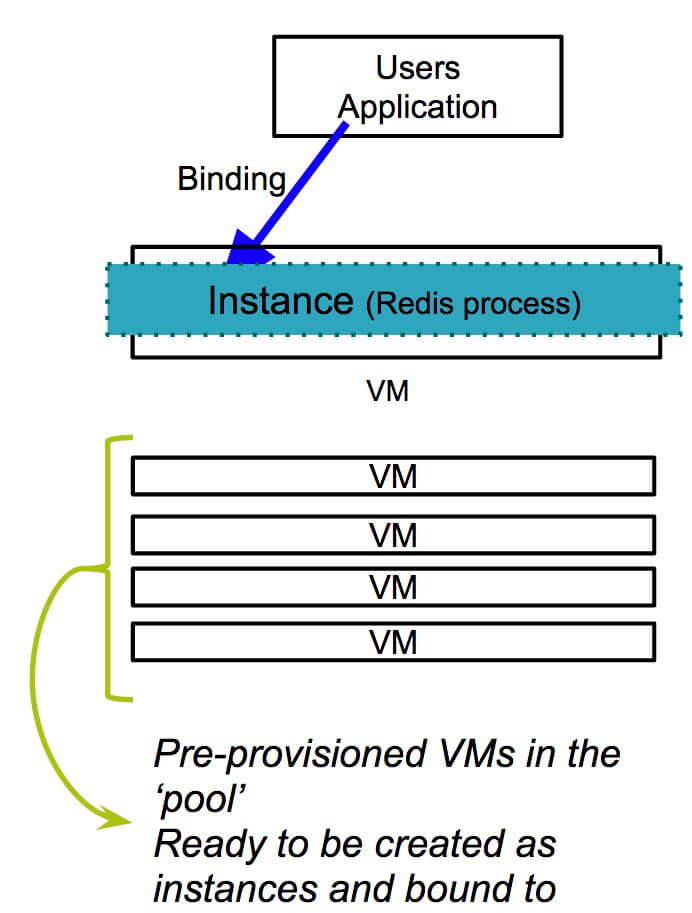 Users
Application
Binding
Instance (Redis process)
VM
VM
VM
VM
VM
Pre-provisioned VMs in the
‘pool’
Ready to be created as
instances and bound to